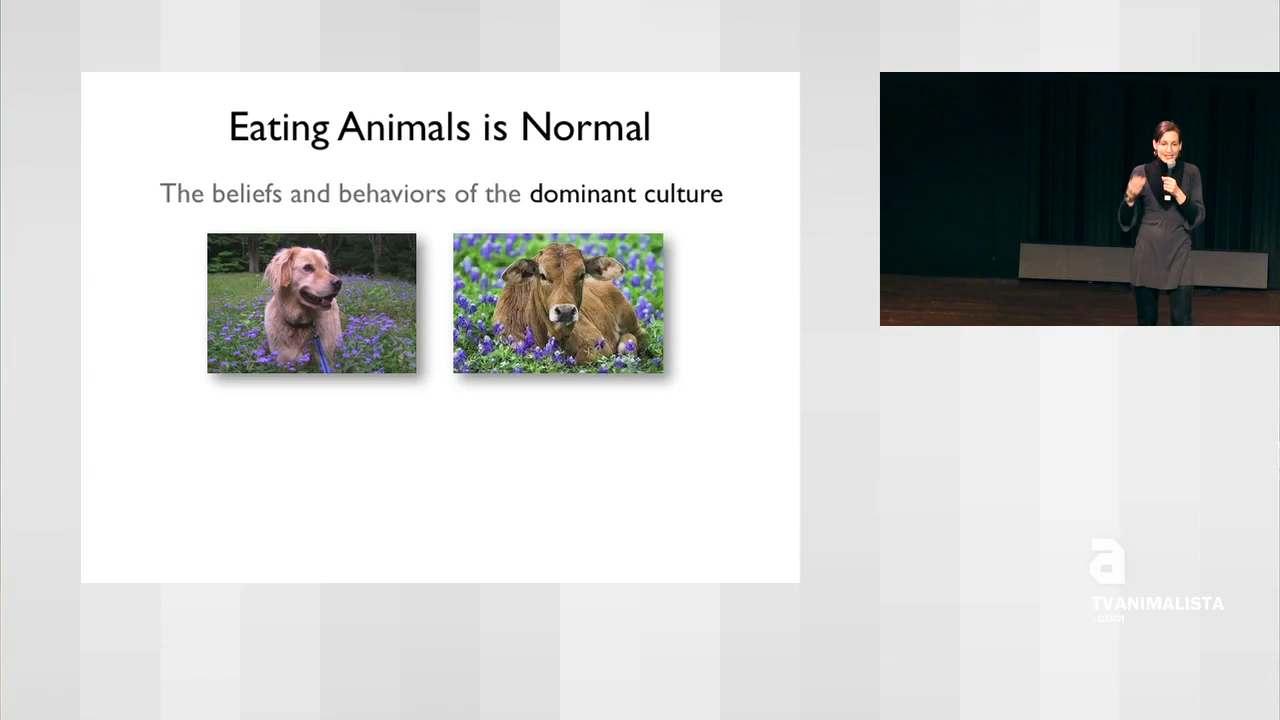 Eating Animals is Normal
The beliefs and behaviors of the dominant culture
a
TVANIMALISTA
.com